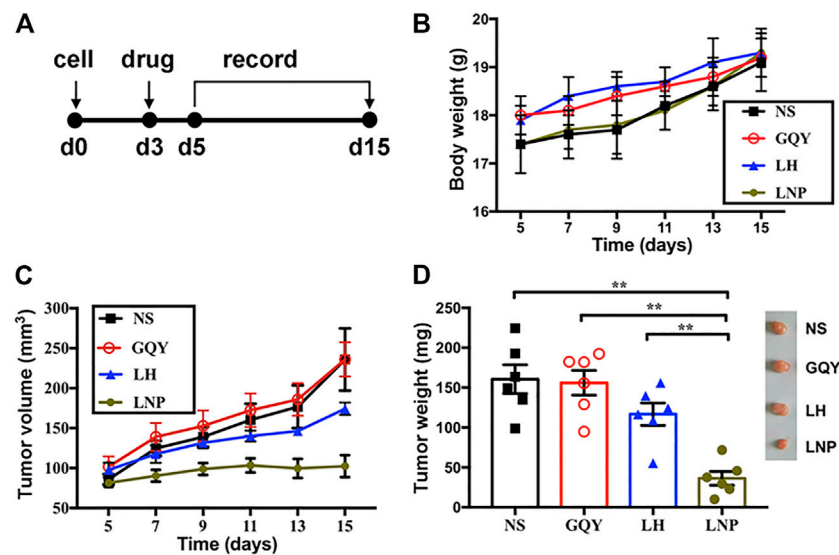 A
cell drug record
d0 d3 d5 d15
B
Body weight (g)
20
19
18
17
16
5 7 9 11 13 15
Time (days)
NS
GQY
LH
LNP
C
Tumor volume (mm³)
300
250
200
150
100
50
5 7 9 11 13 15
Time (days)
NS
GQY
LH
LNP
D
Tumor weight (mg)
250
200
150
100
50
0
**
**
**
NS GQY LH LNP
NS
GQY
LH
LNP